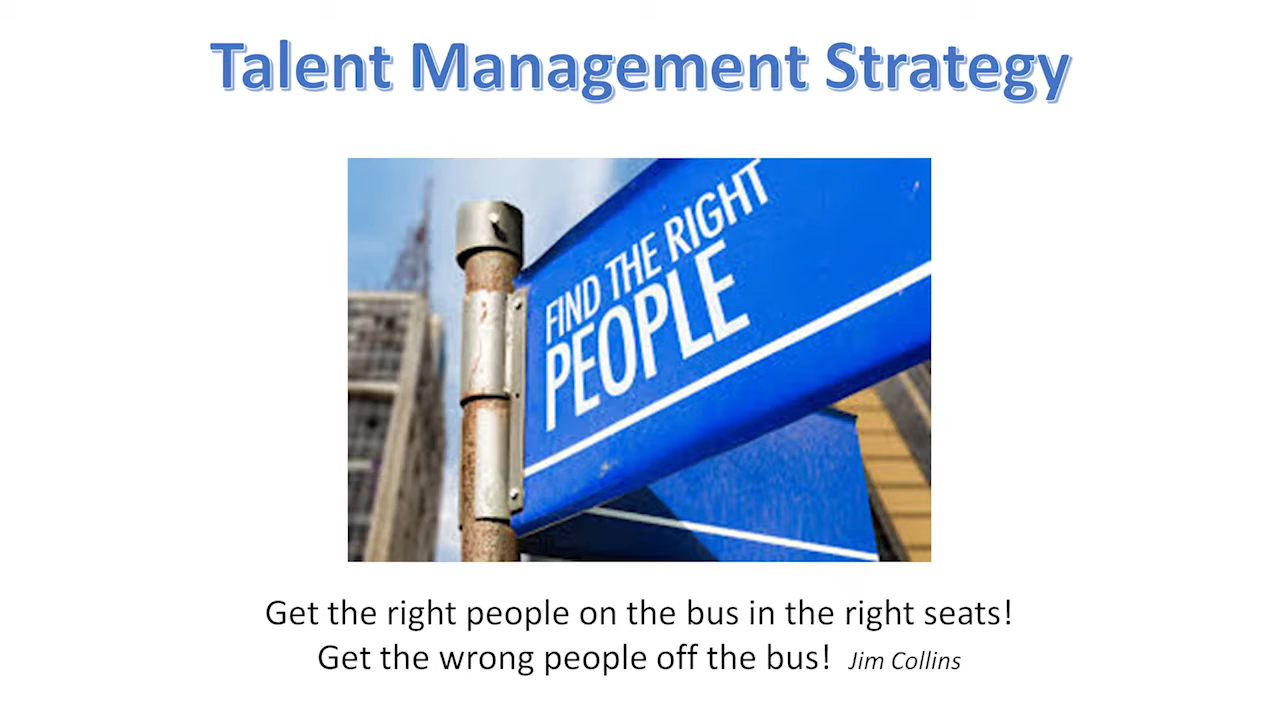 Talent Management Strategy
FIND THE RIGHT
PEOPLE
Get the right people on the bus in the right seats!
Get the wrong people off the bus! Jim Collins